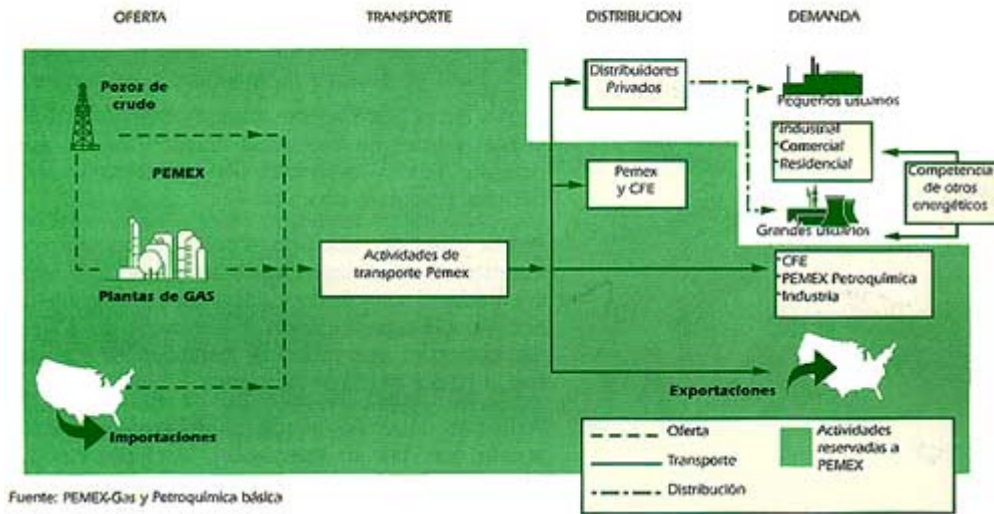 OFERTA
TRANSPORTE
DISTRIBUCION
DEMANDA
Pozos de
crudo
PEMEX
Plantas de GAS
Importaciones
Actividades de
transporte Pemex
Distribuidores
Privados
Pemex
y CFE
Pequeños usuarios
*Industrial
*Comercial
*Residencial
Competencia
de otros
energéticos
Grandes usuarios
*CFE
*PEMEX Petroquímica
*Industria
Exportaciones
Oferta
Transporte
Distribución
Actividades
reservadas a
PEMEX
Fuente: PEMEX-Gas y Petroquímica básica